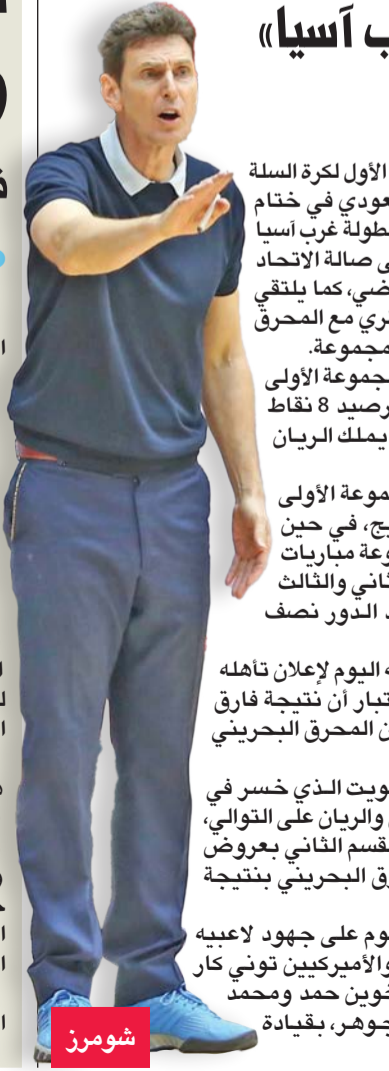 ب آسيا»
الأول لكرة السلة
عودي في ختام
طولة غرب آسيا
ى صالة الاتحاد
ضي، كما يلتقي
ري مع المحرق
مجموعة.
جموعة الأولى
رصيد 8 نقاط
يملك الريان
موعة الأولى
يج، في حين
وعة مباريات
ثاني والثالث
د الدور نصف
ه اليوم لإعلان تأهله
تبار أن نتيجة فارق
ن المحرق البحريني
ويت الذي خسر في
والريان على التوالي،
لقسم الثاني بعروض
رق البحريني بنتيجة
وم على جهود لاعبيه
والأميركيين توني كار
خوين حمد ومحمد
جوهر، بقيادة
شومرز